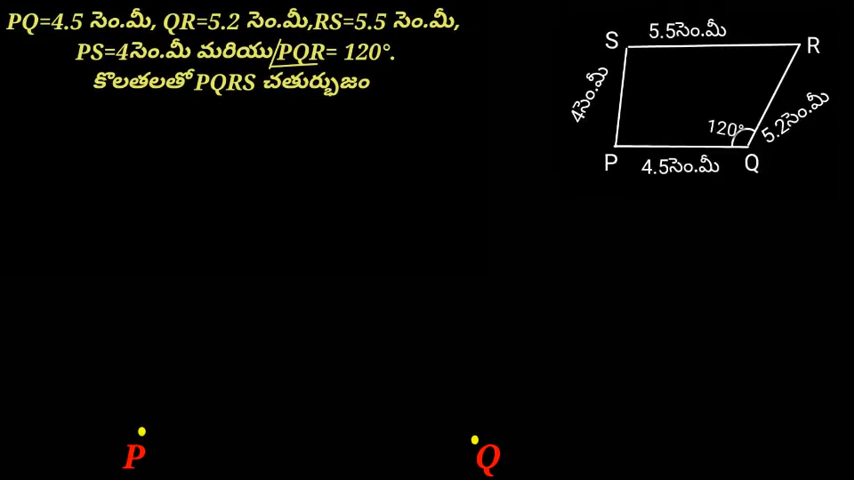 PQ=4.5 సెం.మీ, QR=5.2 సెం.మీ,RS=5.5 సెం.మీ,
PS=4సెం.మీ మరియు ∠PQR= 120°.
కొలతలతో PQRS చతుర్భుజం
5.5సెం.మీ
S R
4సెం.మీ
120°
5.2సెం.మీ
P 4.5సెం.మీ Q
P Q